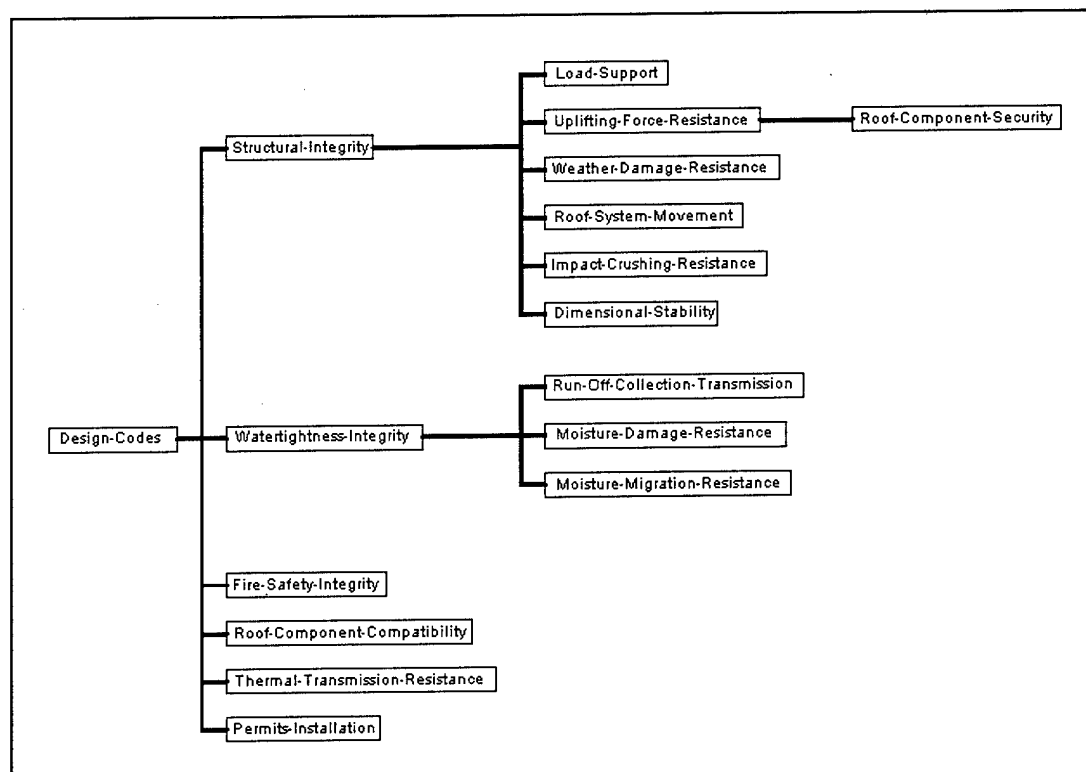 Load-Support
Uplifting-Force-Resistance
Roof-Component-Security
Structural-Integrity
Weather-Damage-Resistance
Roof-System-Movement
Impact-Crushing-Resistance
Dimensional-Stability
Run-Off-Collection-Transmission
Design-Codes
Watertightness-Integrity
Moisture-Damage-Resistance
Moisture-Migration-Resistance
Fire-Safety-Integrity
Roof-Component-Compatibility
Thermal-Transmission-Resistance
Permits-Installation